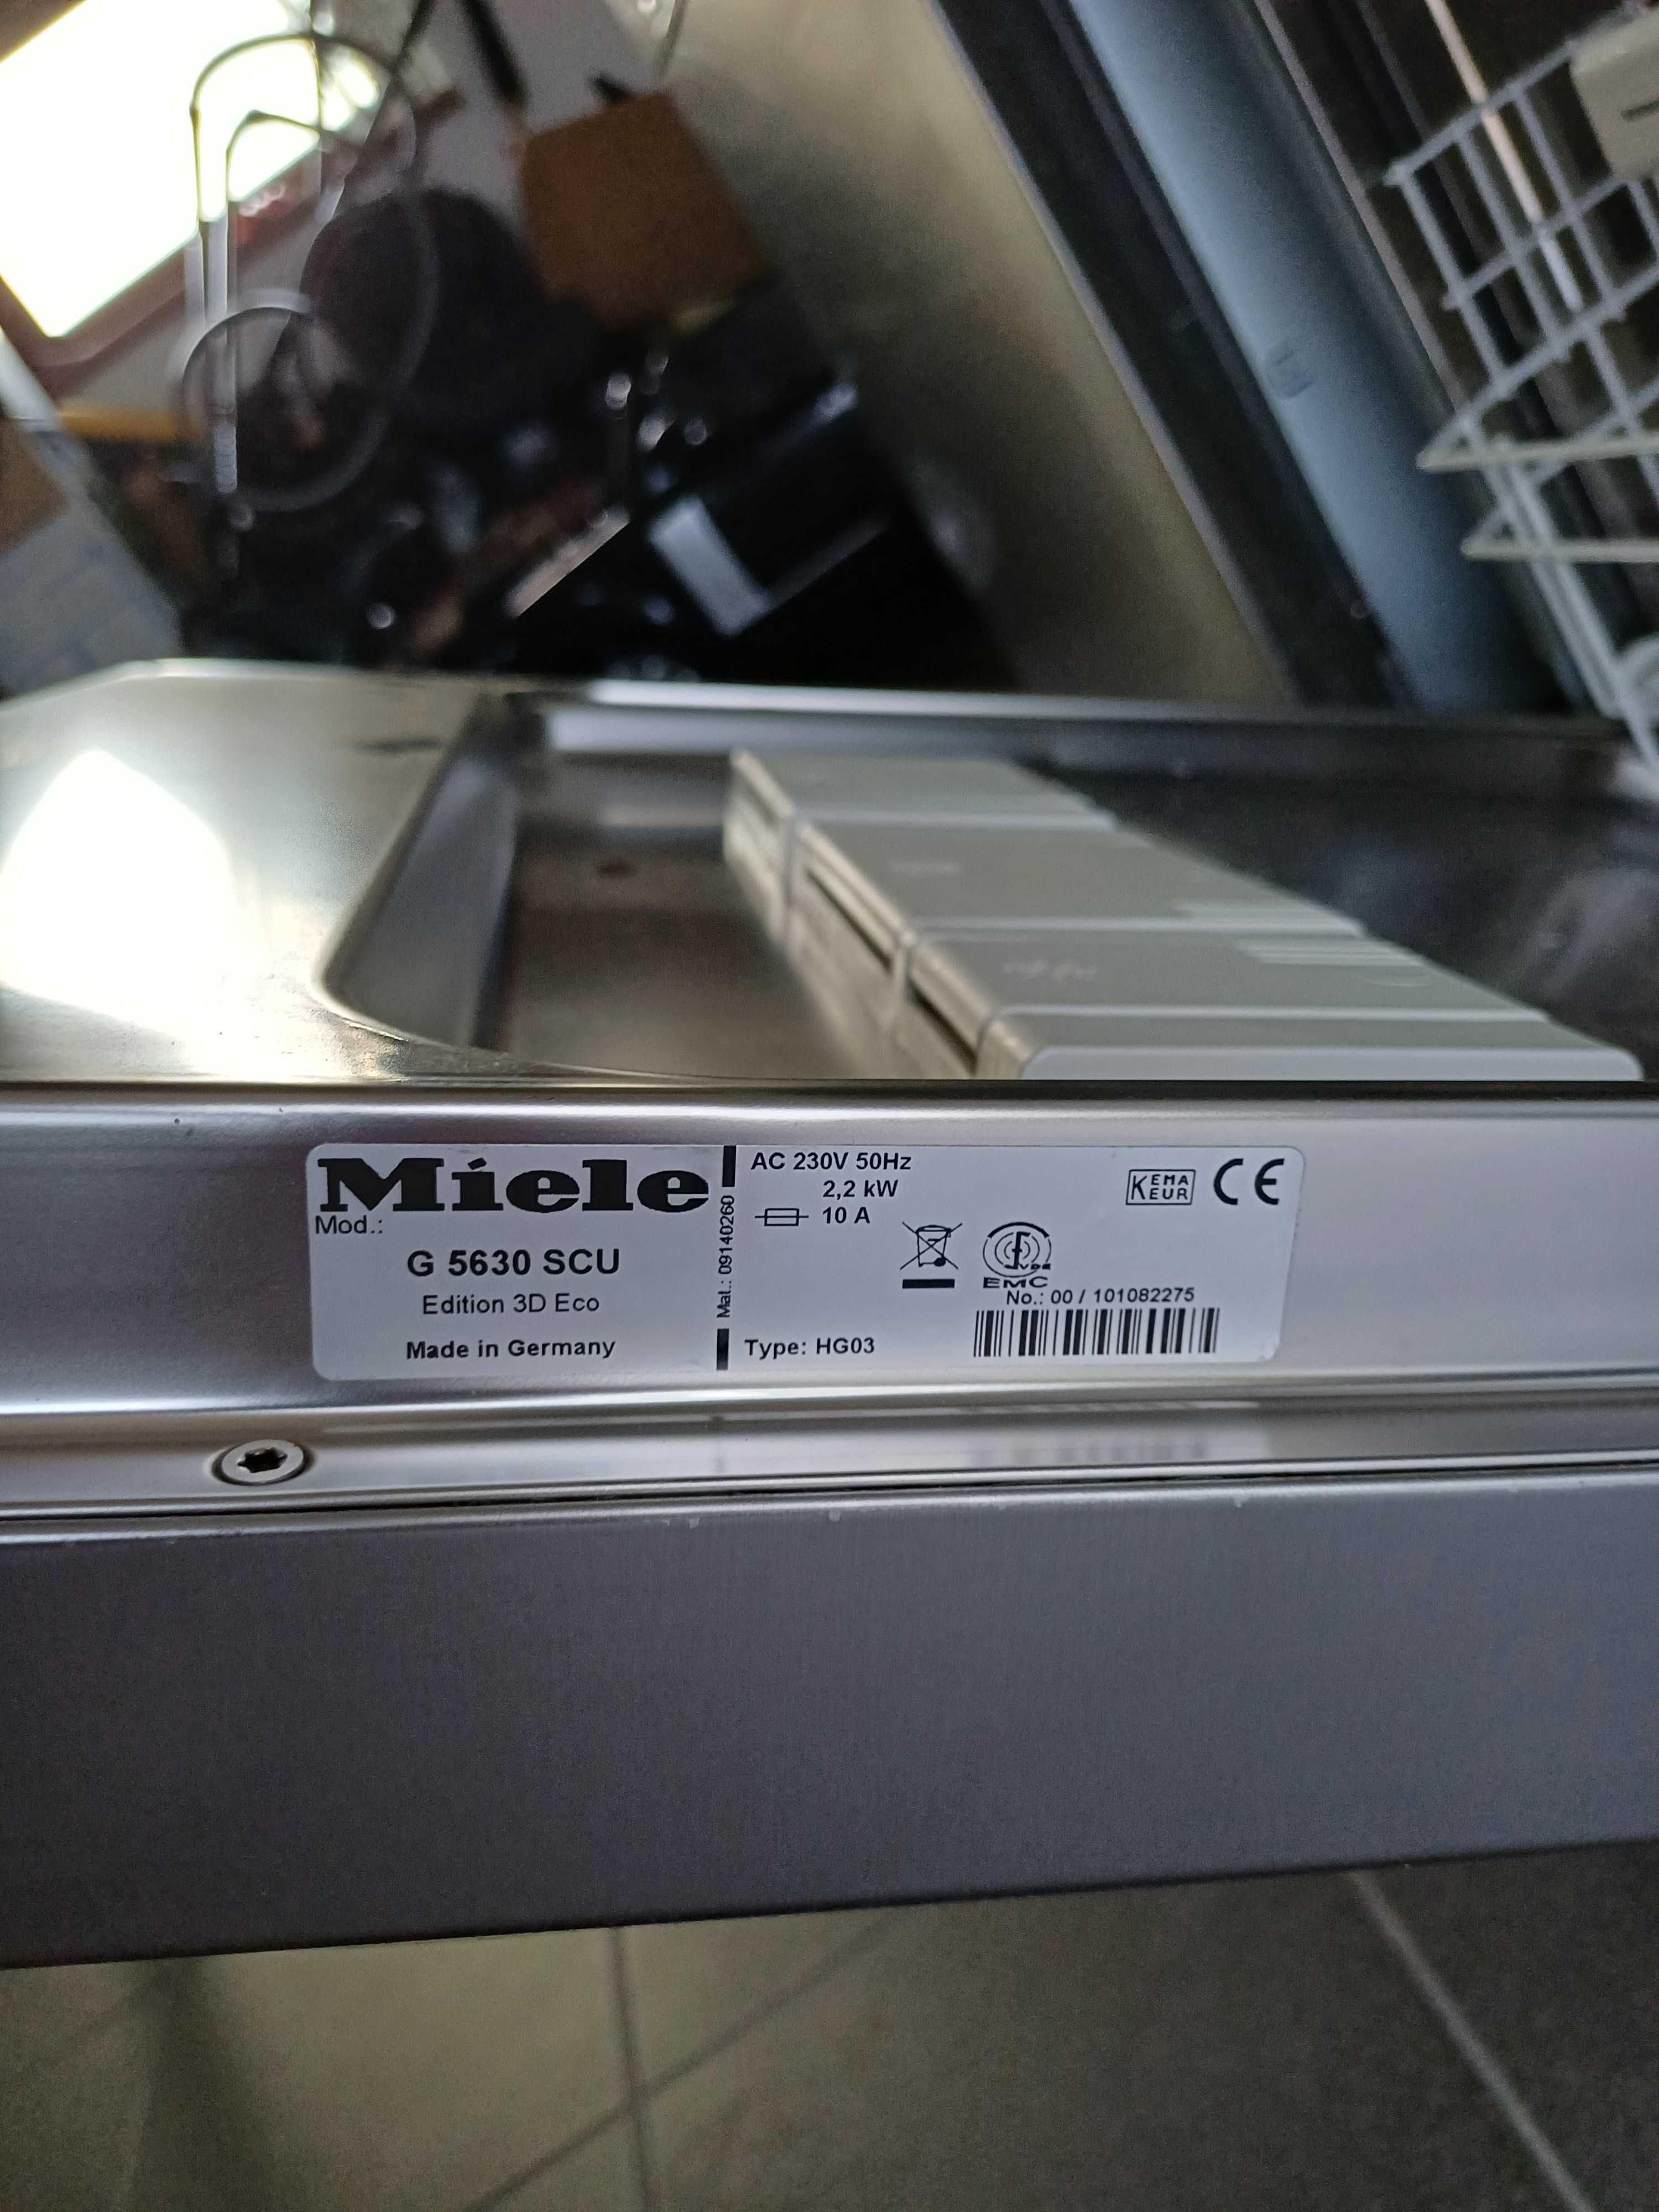 Miele
Mod.:
G 5630 SCU
Edition 3D Eco
Made in Germany
Mat.: 09140260
AC 230V 50Hz
2,2 kW
10 A
Type: HG03
KEMA
KEUR
CE
VDE
EMC
No.: 00 / 101082275